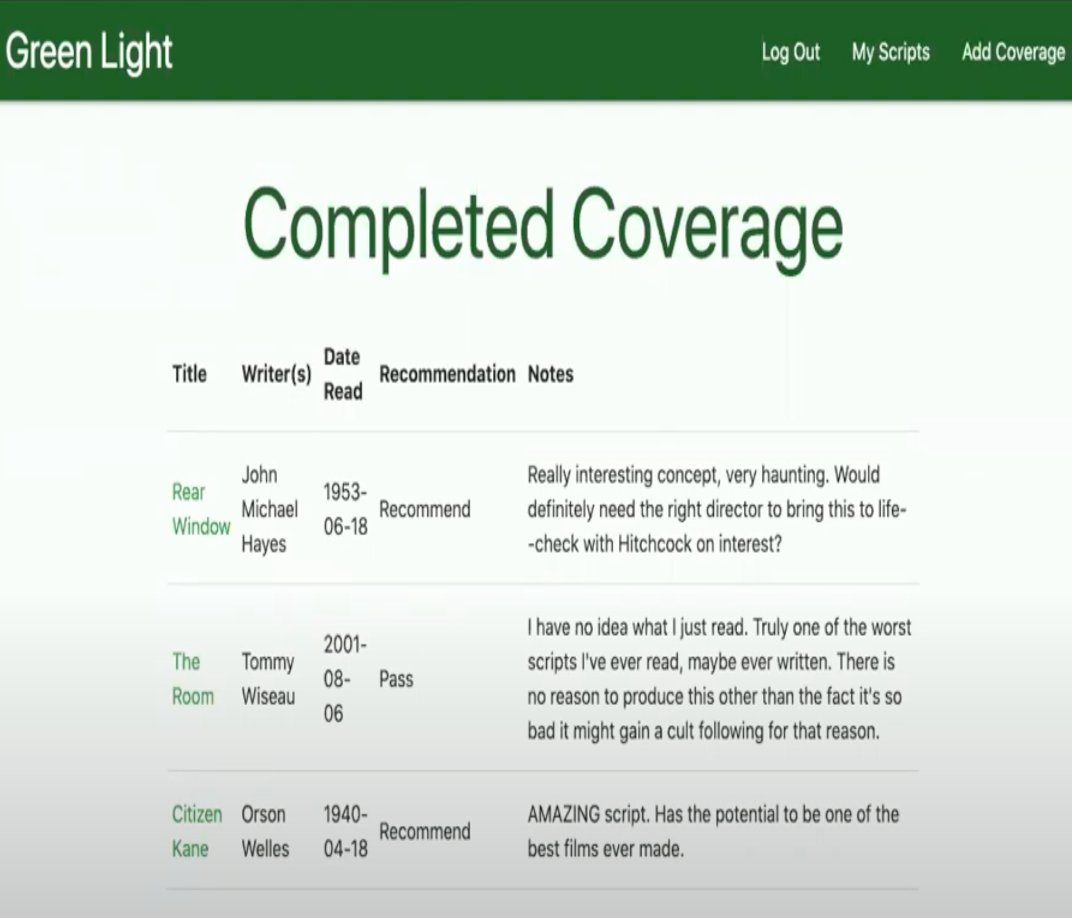 Green Light
Log Out My Scripts Add Coverage
Completed Coverage
Title Writer(s) Date Read Recommendation Notes
Rear
Window
John
Michael
Hayes
1953-
06-18
Recommend
Really interesting concept, very haunting. Would
definitely need the right director to bring this to life-
-check with Hitchcock on interest?
The
Room
Tommy
Wiseau
2001-
08-
06
Pass
I have no idea what I just read. Truly one of the worst
scripts I've ever read, maybe ever written. There is
no reason to produce this other than the fact it's so
bad it might gain a cult following for that reason.
Citizen
Kane
Orson
Welles
1940-
04-18
Recommend
AMAZING script. Has the potential to be one of the
best films ever made.